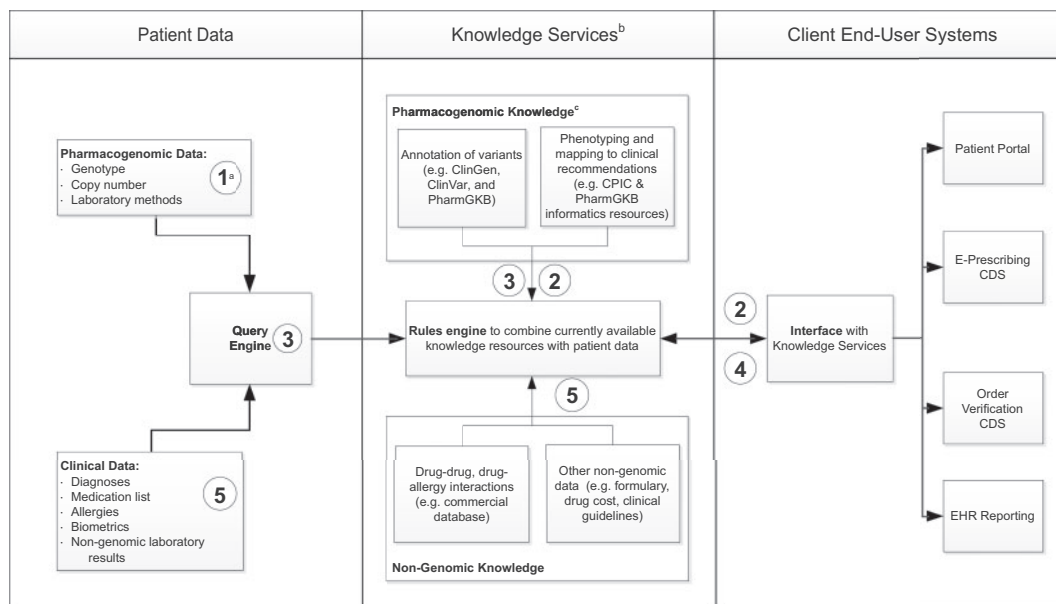 Patient Data
Knowledge Services^b
Client End-User Systems
Pharmacogenomic Data:
· Genotype
· Copy number
· Laboratory methods
1^a
Query
Engine
3
Clinical Data:
· Diagnoses
· Medication list
· Allergies
· Biometrics
· Non-genomic laboratory
results
5
Pharmacogenomic Knowledge^c
Annotation of variants
(e.g. ClinGen,
ClinVar, and
PharmGKB)
Phenotyping and
mapping to clinical
recommendations
(e.g. CPIC &
PharmGKB
informatics resources)
3
2
Rules engine to combine currently available
knowledge resources with patient data
5
Drug-drug, drug-
allergy interactions
(e.g. commercial
database)
Other non-genomic
data (e.g. formulary,
drug cost, clinical
guidelines)
Non-Genomic Knowledge
2
4
Interface with
Knowledge Services
Patient Portal
E-Prescribing
CDS
Order
Verification
CDS
EHR Reporting